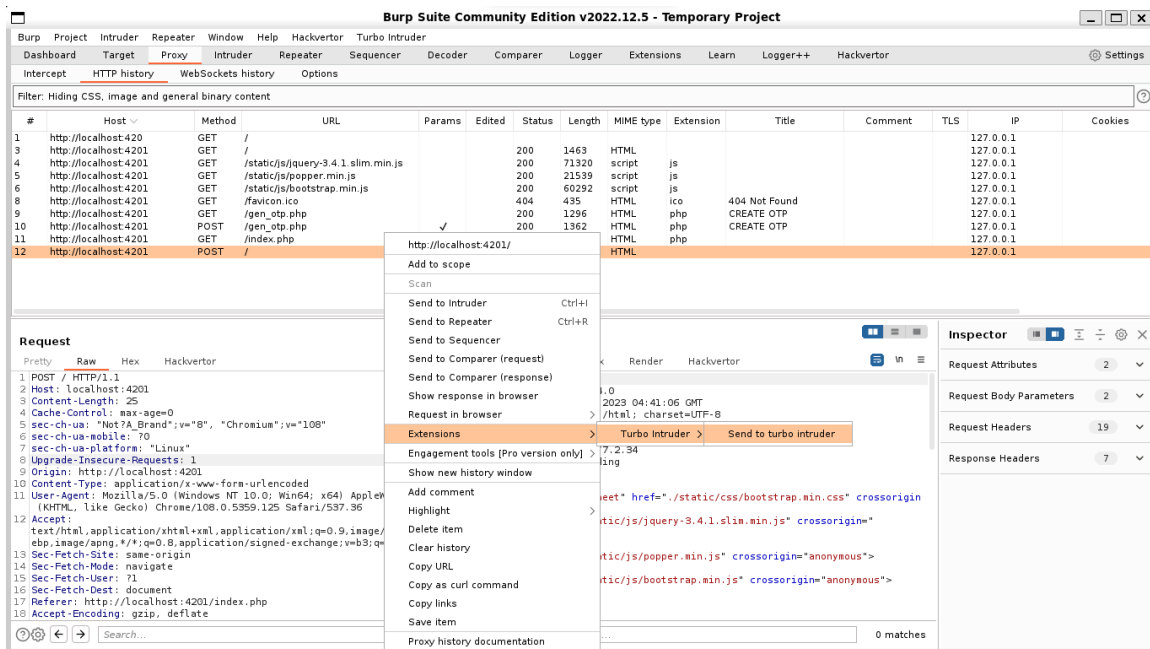 Burp Suite Community Edition v2022.12.5 - Temporary Project
Burp Project Intruder Repeater Window Help Hackvertor Turbo Intruder
Dashboard Target Proxy Intruder Repeater Sequencer Decoder Comparer Logger Extensions Learn Logger++ Hackvertor Settings
Intercept HTTP history WebSockets history Options
Filter: Hiding CSS, image and general binary content
# Host Method URL Params Edited Status Length MIME type Extension Title Comment TLS IP Cookies
1 http://localhost:420 GET / 127.0.0.1
3 http://localhost:4201 GET / 200 1463 HTML 127.0.0.1
4 http://localhost:4201 GET /static/js/jquery-3.4.1.slim.min.js 200 71320 script js 127.0.0.1
5 http://localhost:4201 GET /static/js/popper.min.js 200 21539 script js 127.0.0.1
6 http://localhost:4201 GET /static/js/bootstrap.min.js 200 60292 script js 127.0.0.1
8 http://localhost:4201 GET /favicon.ico 404 435 HTML ico 404 Not Found 127.0.0.1
9 http://localhost:4201 GET /gen_otp.php 200 1296 HTML php CREATE OTP 127.0.0.1
10 http://localhost:4201 POST /gen_otp.php ✓ 200 1362 HTML php CREATE OTP 127.0.0.1
11 http://localhost:4201 GET /index.php HTML php 127.0.0.1
12 http://localhost:4201 POST / HTML 127.0.0.1
http://localhost:4201/
Add to scope
Scan
Send to Intruder Ctrl+I
Send to Repeater Ctrl+R
Send to Sequencer
Send to Comparer (request)
Send to Comparer (response)
Show response in browser
Request in browser >
Extensions >
Turbo Intruder >
Send to turbo intruder
Engagement tools [Pro version only] >
Show new history window
Add comment
Highlight >
Delete item
Clear history
Copy URL
Copy as curl command
Copy links
Save item
Proxy history documentation
Request
Pretty Raw Hex Hackvertor
1 POST / HTTP/1.1
2 Host: localhost:4201
3 Content-Length: 25
4 Cache-Control: max-age=0
5 sec-ch-ua: "Not?A_Brand";v="8", "Chromium";v="108"
6 sec-ch-ua-mobile: ?0
7 sec-ch-ua-platform: "Linux"
8 Upgrade-Insecure-Requests: 1
9 Origin: http://localhost:4201
10 Content-Type: application/x-www-form-urlencoded
11 User-Agent: Mozilla/5.0 (Windows NT 10.0; Win64; x64) AppleW
(KHTML, like Gecko) Chrome/108.0.5359.125 Safari/537.36
12 Accept:
text/html,application/xhtml+xml,application/xml;q=0.9,image/
ebp,image/apng,*/*;q=0.8,application/signed-exchange;v=b3;q=
13 Sec-Fetch-Site: same-origin
14 Sec-Fetch-Mode: navigate
15 Sec-Fetch-User: ?1
16 Sec-Fetch-Dest: document
17 Referer: http://localhost:4201/index.php
18 Accept-Encoding: gzip, deflate
Search...
Render Hackvertor
\n
.0
2023 04:41:06 GMT
/html; charset=UTF-8
7.2.34
ing
eet" href="./static/css/bootstrap.min.css" crossorigin
tic/js/jquery-3.4.1.slim.min.js" crossorigin="
tic/js/popper.min.js" crossorigin="anonymous">
tic/js/bootstrap.min.js" crossorigin="anonymous">
0 matches
Inspector
Request Attributes 2
Request Body Parameters 2
Request Headers 19
Response Headers 7